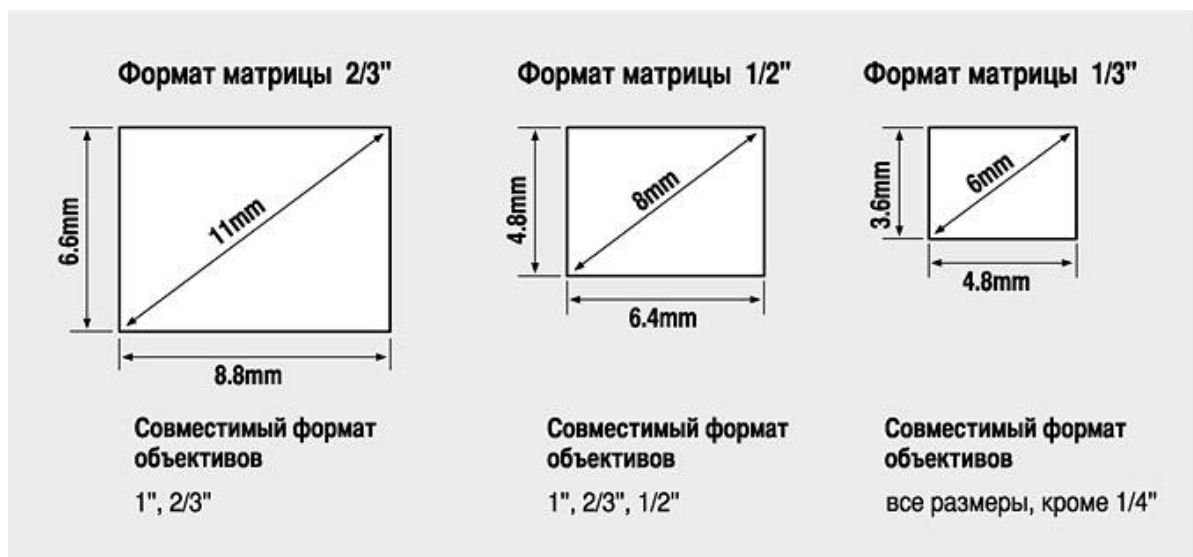 Формат матрицы 2/3"
6.6mm
11mm
8.8mm
Совместимый формат
объективов
1", 2/3"
Формат матрицы 1/2"
4.8mm
8mm
6.4mm
Совместимый формат
объективов
1", 2/3", 1/2"
Формат матрицы 1/3"
3.6mm
6mm
4.8mm
Совместимый формат
объективов
все размеры, кроме 1/4"